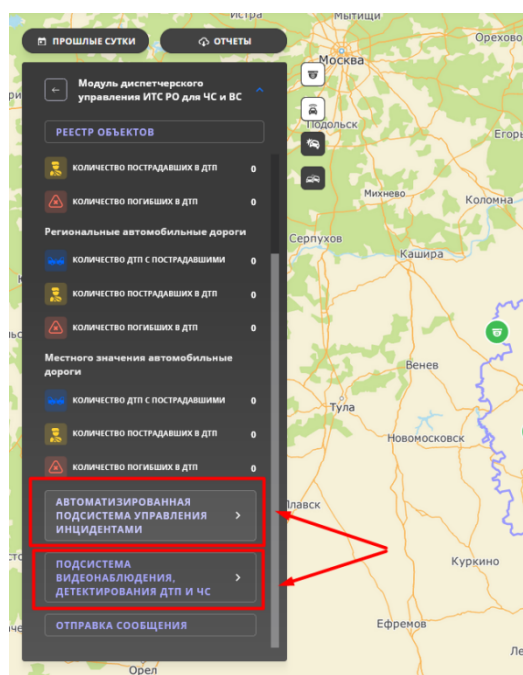 Истра
Мытищи
Орехово
ПРОШЛЫЕ СУТКИ
ОТЧЕТЫ
Москва
Модуль диспетчерского
управления ИТС РО для ЧС и ВС
РЕЕСТР ОБЪЕКТОВ
Подольск
Егорь
КОЛИЧЕСТВО ПОСТРАДАВШИХ В ДТП 0
Михнево
КОЛИЧЕСТВО ПОГИБШИХ В ДТП 0
Коломна
Региональные автомобильные дороги
Серпухов
КОЛИЧЕСТВО ДТП С ПОСТРАДАВШИМИ 0
Кашира
КОЛИЧЕСТВО ПОСТРАДАВШИХ В ДТП 0
КОЛИЧЕСТВО ПОГИБШИХ В ДТП 0
Местного значения автомобильные
дороги
Венев
КОЛИЧЕСТВО ДТП С ПОСТРАДАВШИМИ 0
Тула
КОЛИЧЕСТВО ПОСТРАДАВШИХ В ДТП 0
Новомосковск
КОЛИЧЕСТВО ПОГИБШИХ В ДТП 0
АВТОМАТИЗИРОВАННАЯ
ПОДСИСТЕМА УПРАВЛЕНИЯ
ИНЦИДЕНТАМИ
Плавск
ПОДСИСТЕМА
ВИДЕОНАБЛЮДЕНИЯ,
ДЕТЕКТИРОВАНИЯ ДТП И ЧС
Куркино
ОТПРАВКА СООБЩЕНИЯ
Ефремов
Ле
Орел